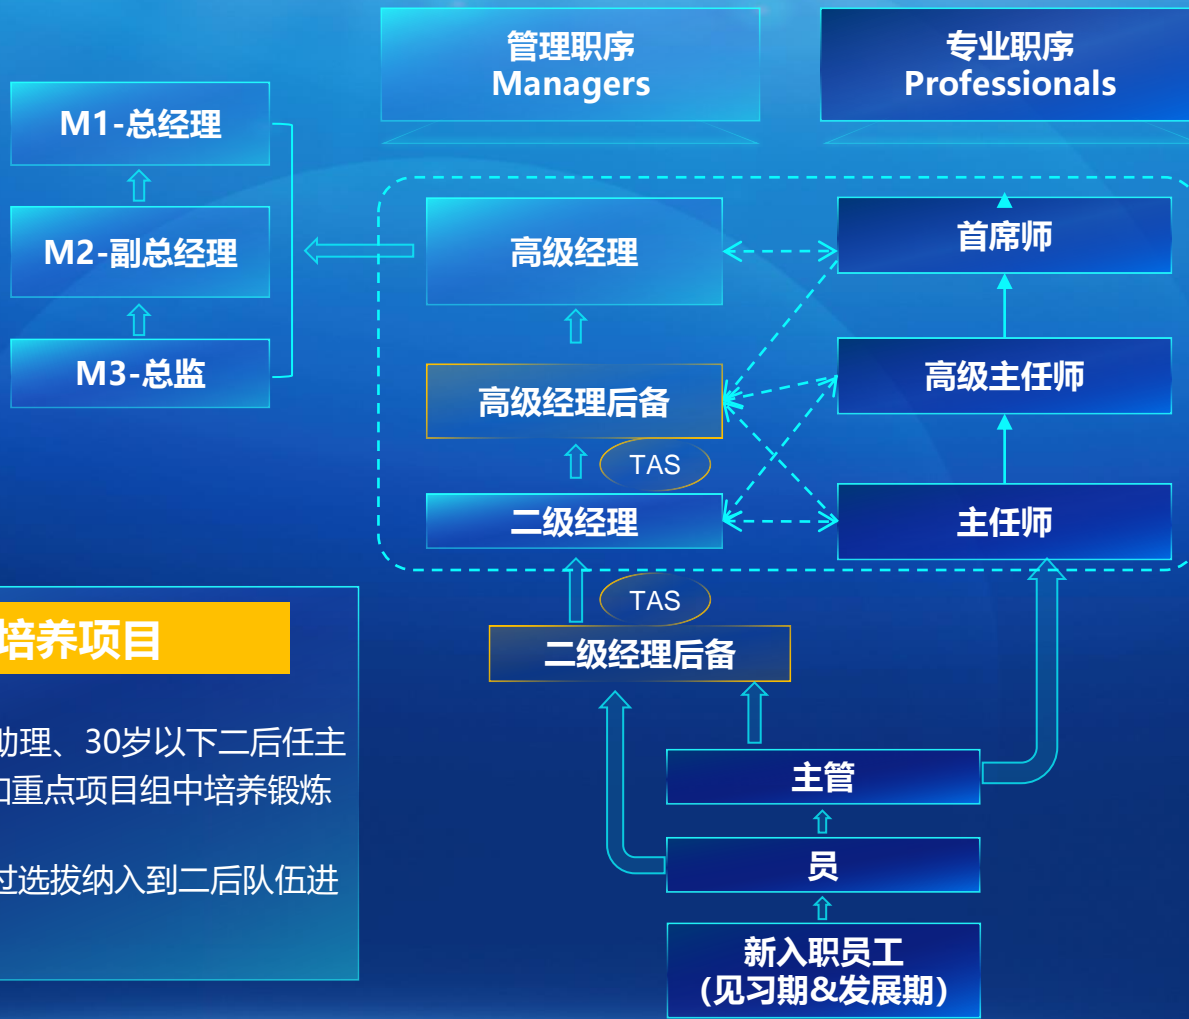 管理职序
Managers
专业职序
Professionals
M1-总经理
M2-副总经理
M3-总监
高级经理
首席师
高级经理后备
高级主任师
TAS
二级经理
主任师
TAS
二级经理后备
培养项目
助理、30岁以下二后任主
和重点项目组中培养锻炼
过选拔纳入到二后队伍进
主管
员
新入职员工
(见习期&发展期)